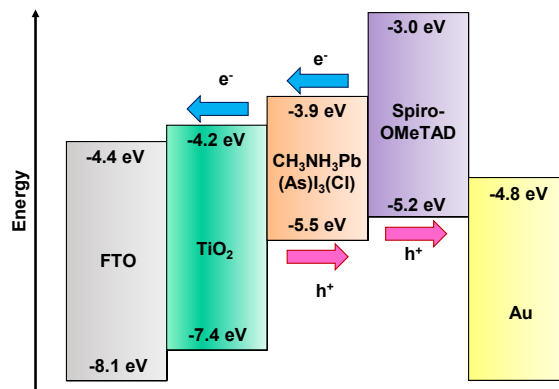 Energy
-4.4 eV
FTO
-8.1 eV
e⁻
-4.2 eV
TiO₂
-7.4 eV
e⁻
-3.9 eV
CH₃NH₃Pb
(As)I₃(Cl)
-5.5 eV
h⁺
-3.0 eV
Spiro-
OMeTAD
-5.2 eV
h⁺
-4.8 eV
Au